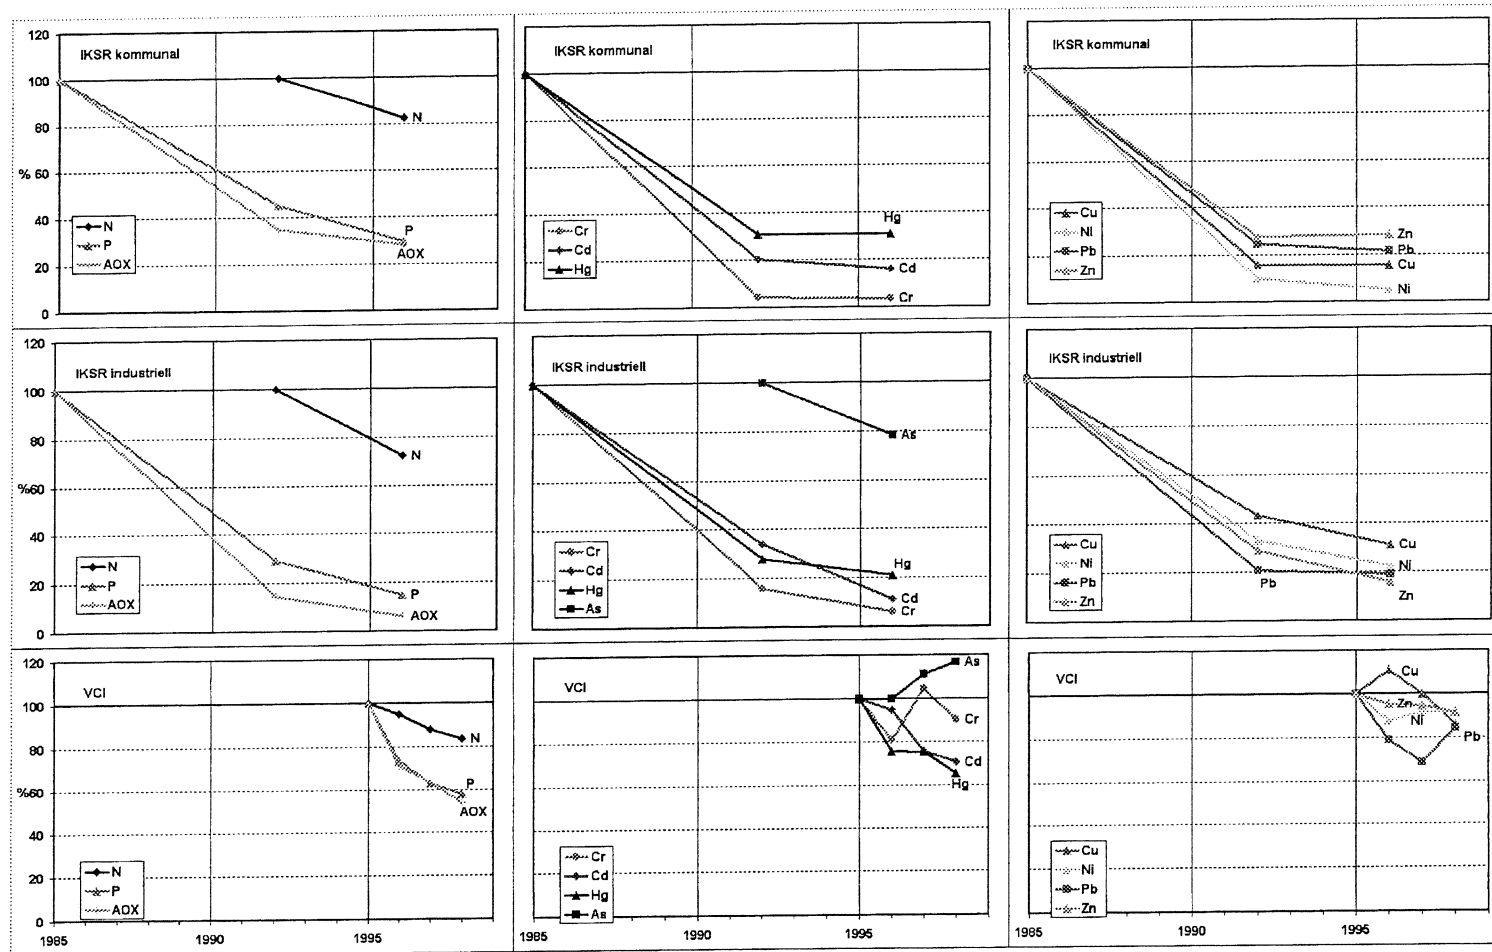 120
IKSR kommunal
100
N
80
% 60
40
N
P
AOX
P
AOX
20
0
IKSR kommunal
Cr
Cd
Hg
Hg
Cd
Cr
IKSR kommunal
Cu
Ni
Pb
Zn
Zn
Pb
Cu
Ni
120
IKSR industriell
100
N
80
%60
40
N
P
AOX
P
AOX
20
0
IKSR industriell
As
Cr
Cd
Hg
As
Hg
Cd
Cr
IKSR industriell
Cu
Ni
Pb
Zn
Pb
Cu
Ni
Zn
120
VCI
100
N
80
P
%60
AOX
40
N
P
AOX
20
0
1985
1990
1995
VCI
As
Cr
Cd
Hg
Cr
Cd
Hg
As
1985
1990
1995
VCI
Cu
Zn
Ni
Pb
Cu
Ni
Pb
Zn
1985
1990
1995